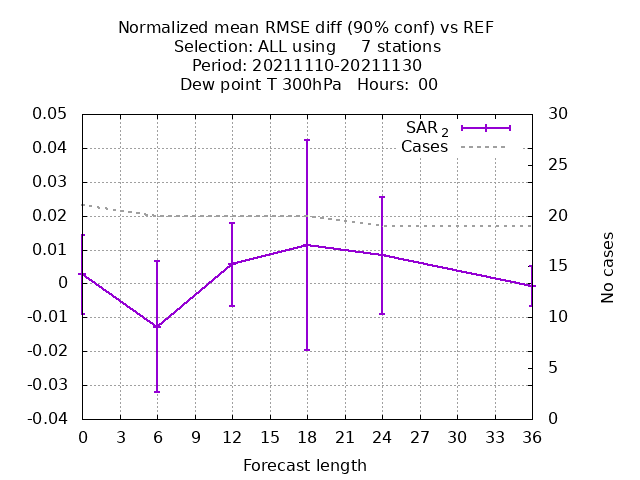 Normalized mean RMSE diff (90% conf) vs REF
Selection: ALL using     7 stations
Period: 20211110-20211130
Dew point T 300hPa   Hours:  00
SAR 2
Cases
0.05
0.04
0.03
0.02
0.01
0
-0.01
-0.02
-0.03
-0.04
30
25
20
15
10
5
0
No cases
0 3 6 9 12 15 18 21 24 27 30 33 36
Forecast length